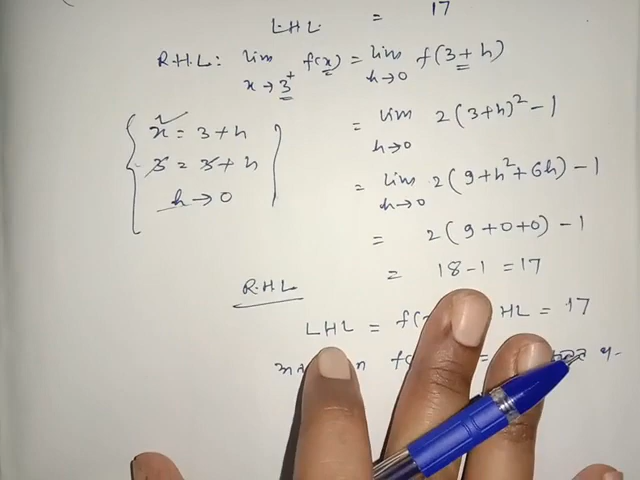 L·H·L· = 17
R·H·L: lim x→3⁺ f(x) = lim h→0 f(3+h)
x = 3+h
= lim h→0 2(3+h)² - 1
3 = 3+h
h → 0
= lim h→0 2(9+h²+6h) - 1
= 2(9+0+0) - 1
= 18-1 = 17
R·H·L
LHL = HL = 17